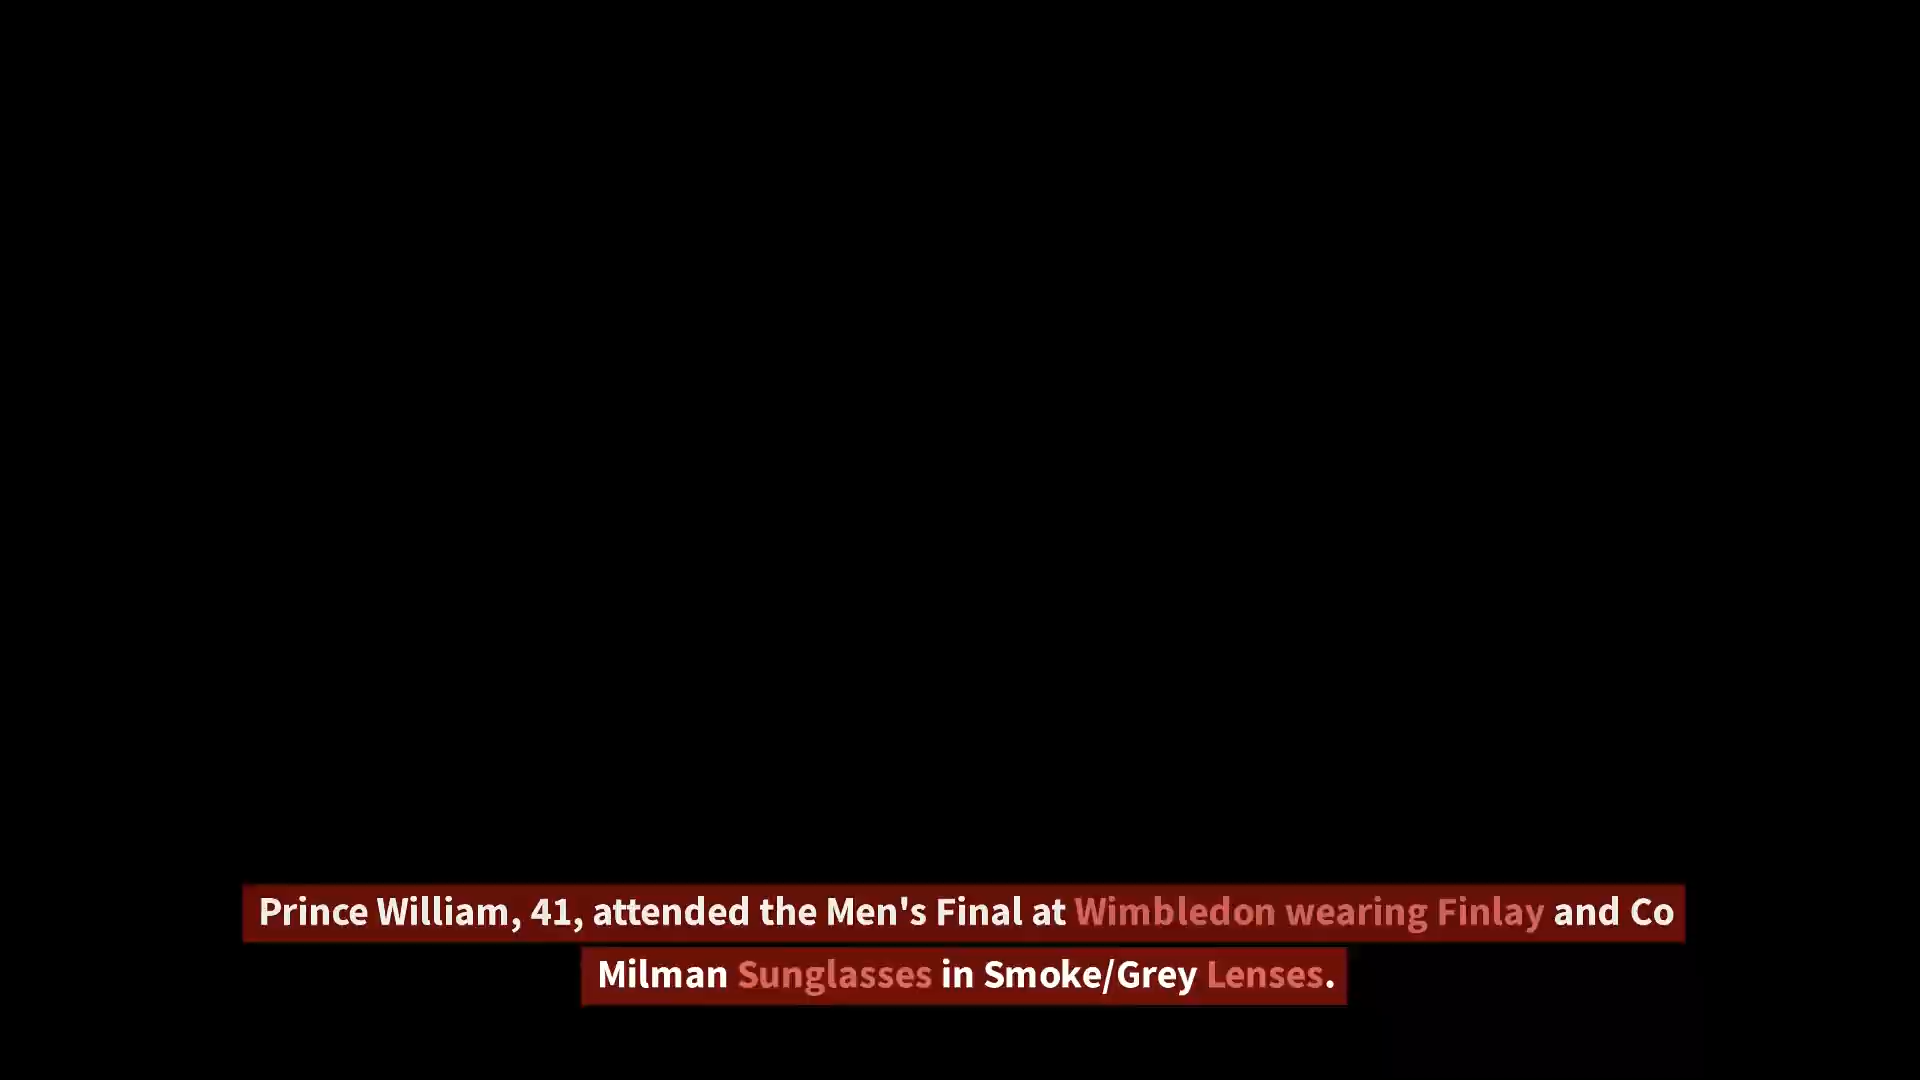 Prince William, 41, attended the Men's Final at Wimbledon wearing Finlay and Co
Milman Sunglasses in Smoke/Grey Lenses.